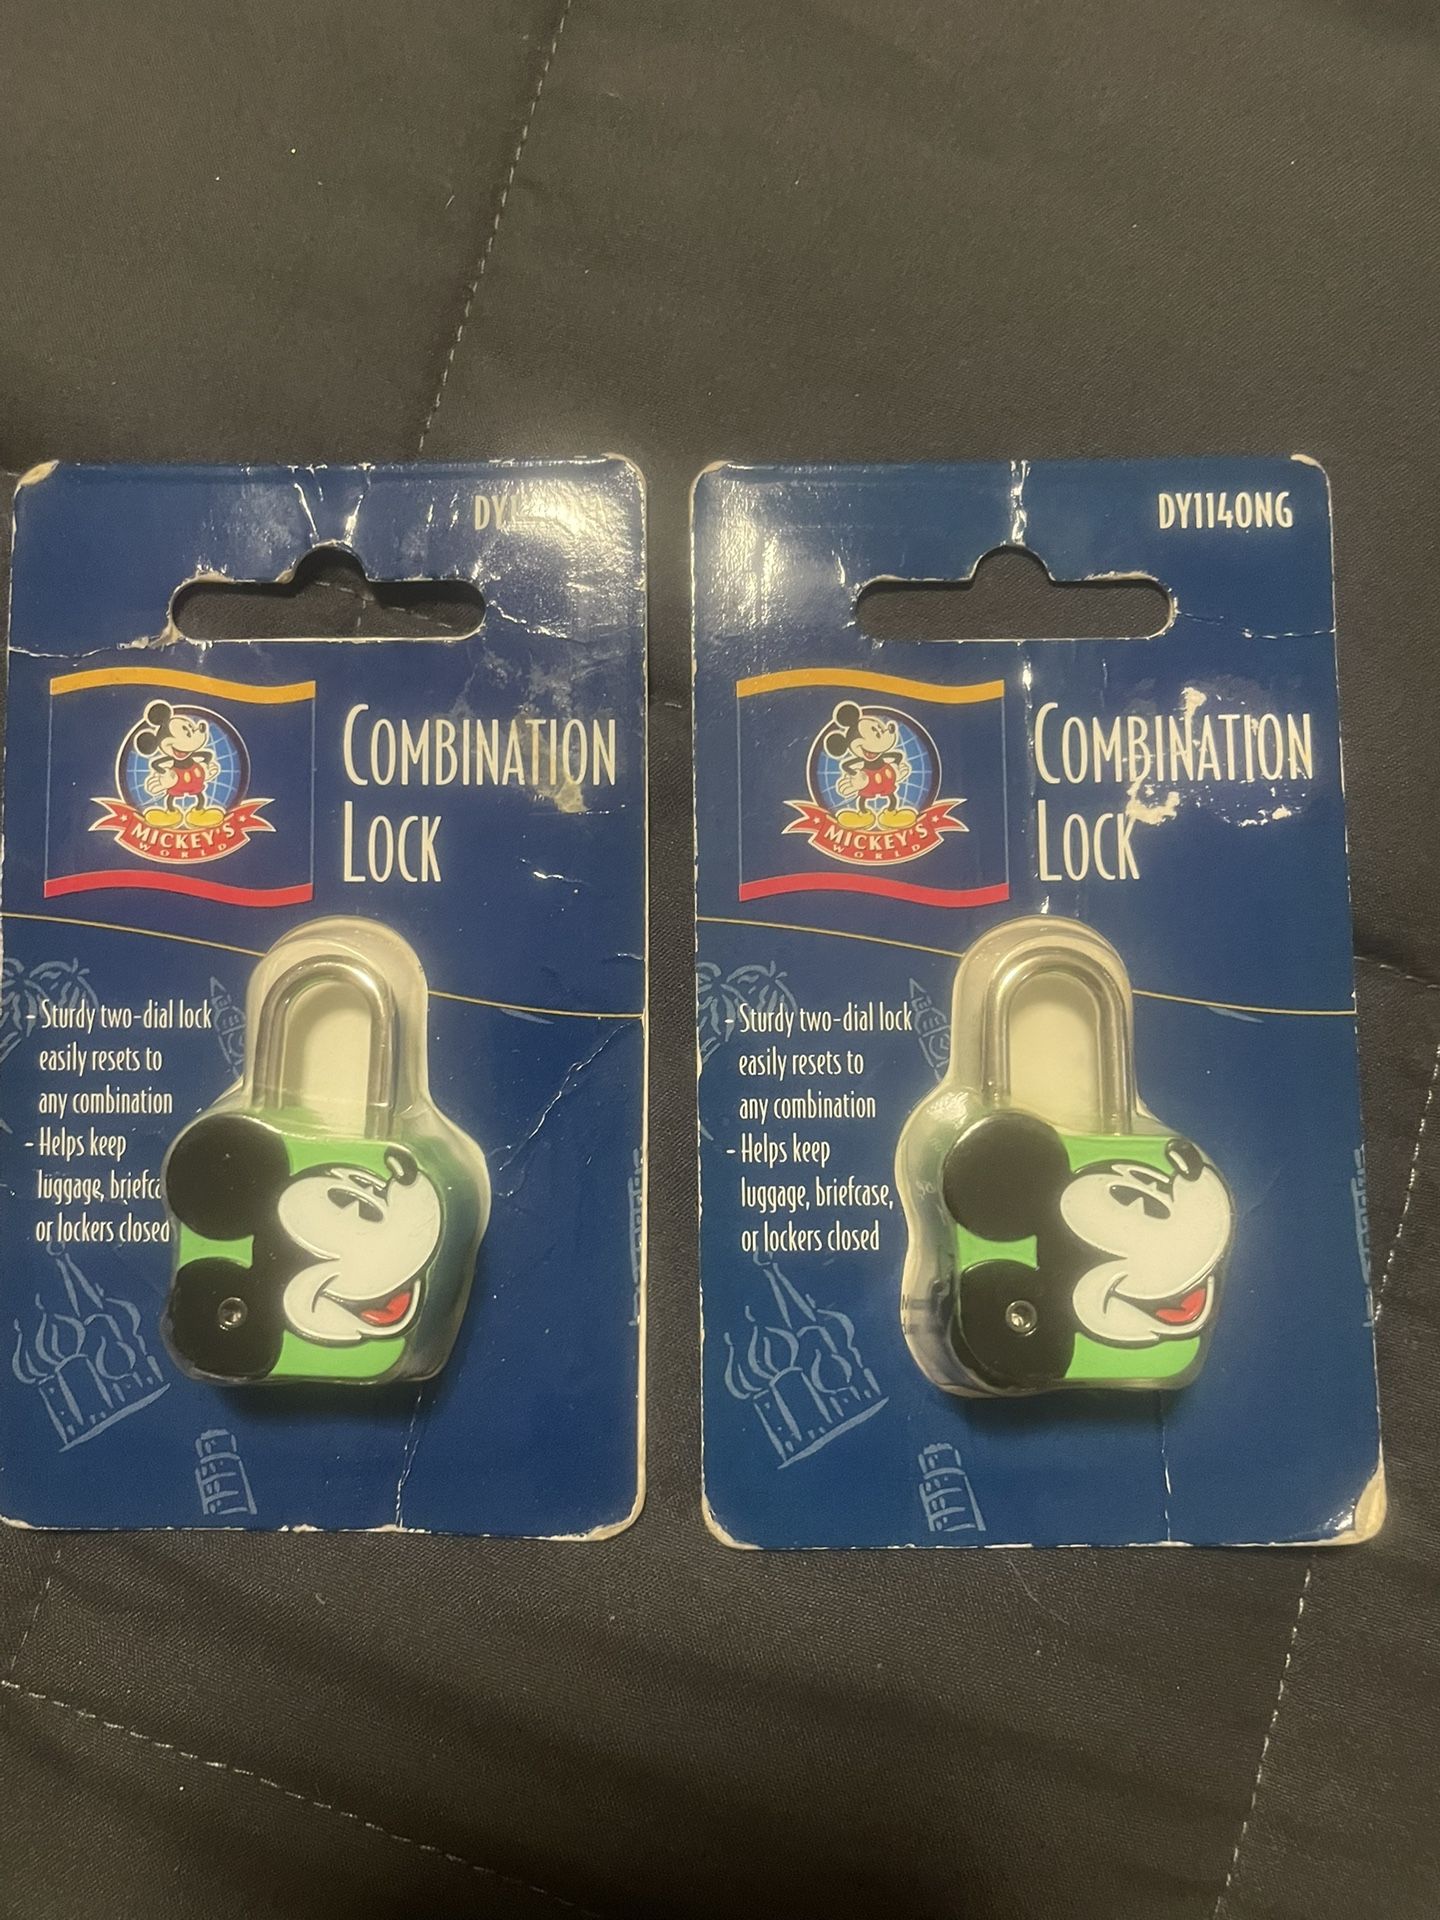 COMBINATION
LOCK
MICKEY'S
WORLD
- Sturdy two-dial lock
easily resets to
any combination
- Helps keep
luggage,
or lockers closed
DY1140NG
COMBINATION
LOCK
MICKEY'S
WORLD
- Sturdy two-dial lock
easily resets to
any combination
- Helps keep
luggage, briefcase,
or lockers closed